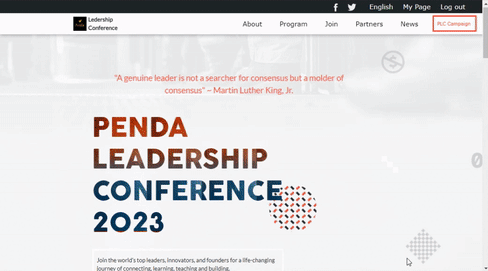 English My Page Log out
Ledership
Conference
About Program Join Partners News PLC Campaign
"A genuine leader is not a searcher for consensus but a molder of
consensus" – Martin Luther King, Jr.
PENDA
LEADERSHIP
CONFERENCE
2023
Join the world's top leaders, innovators, and founders for a life-changing
journey of connecting, learning, teaching and building.